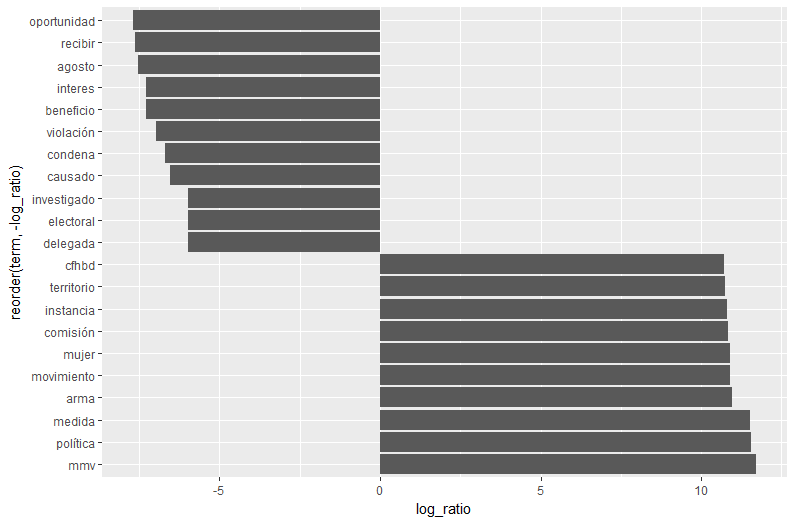 reorder(term, -log_ratio)
oportunidad
recibir
agosto
interes
beneficio
violación
condena
causado
investigado
electoral
delegada
cfhbd
territorio
instancia
comisión
mujer
movimiento
arma
medida
política
mmv
-5 0 5 10
log_ratio